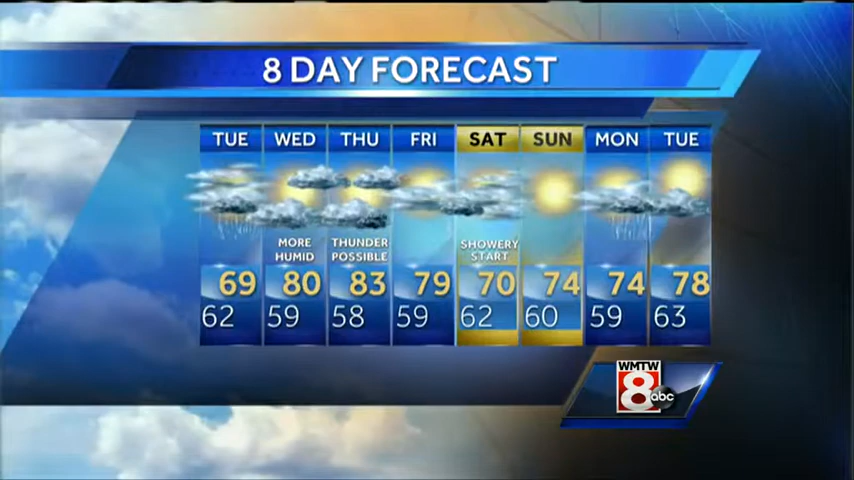 8 DAY FORECAST
TUE WED THU FRI SAT SUN MON TUE
MORE HUMID THUNDER POSSIBLE SHOWERY START
69 80 83 79 70 74 74 78
62 59 58 59 62 60 59 63
WMTW
8 abc